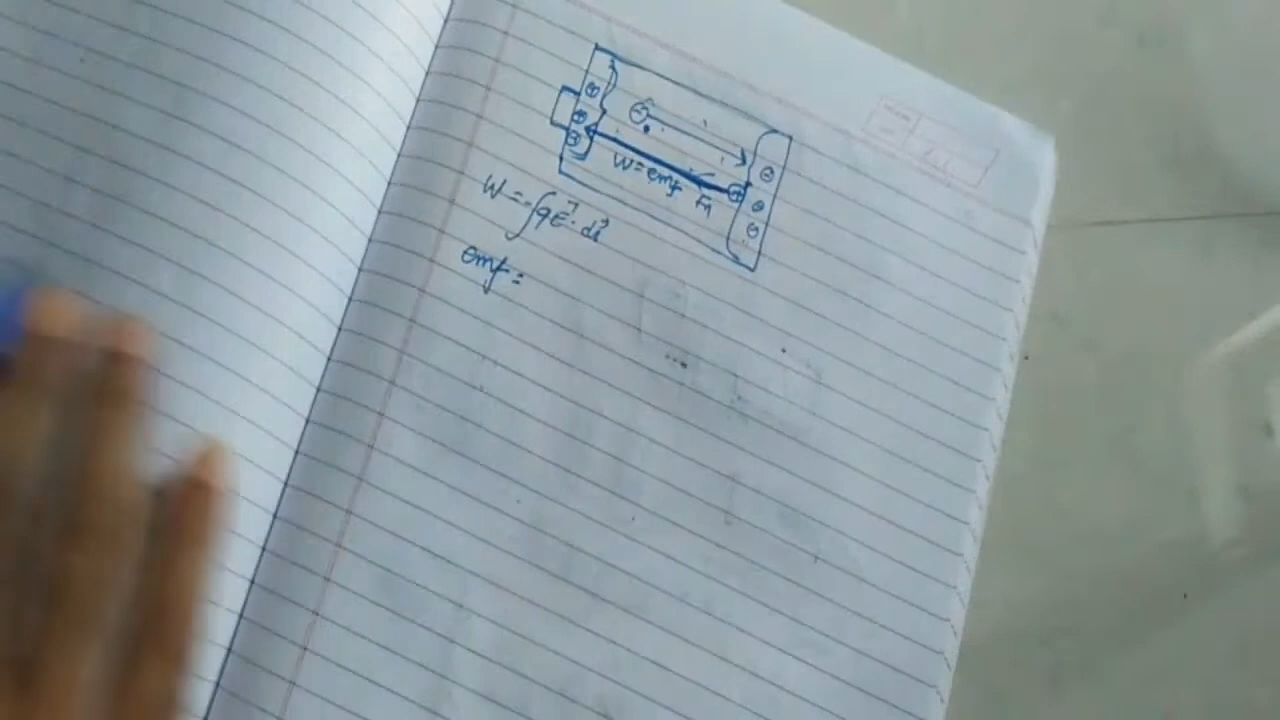 W = emf
W = -∫qE⃗·dl⃗
emf =